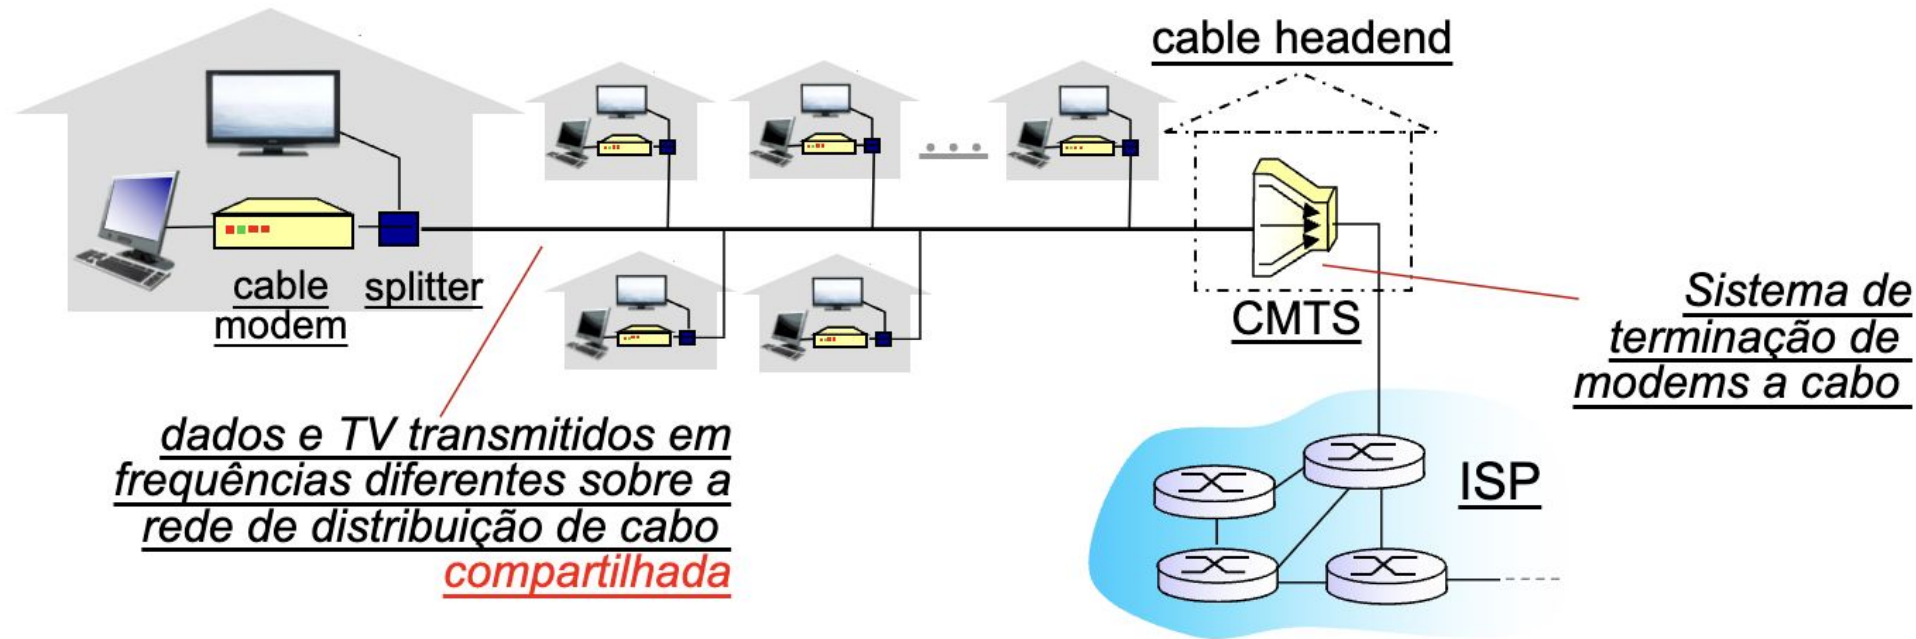 cable headend
cable
modem
splitter
CMTS
Sistema de
terminação de
modems a cabo
dados e TV transmitidos em
frequências diferentes sobre a
rede de distribuição de cabo
compartilhada
ISP